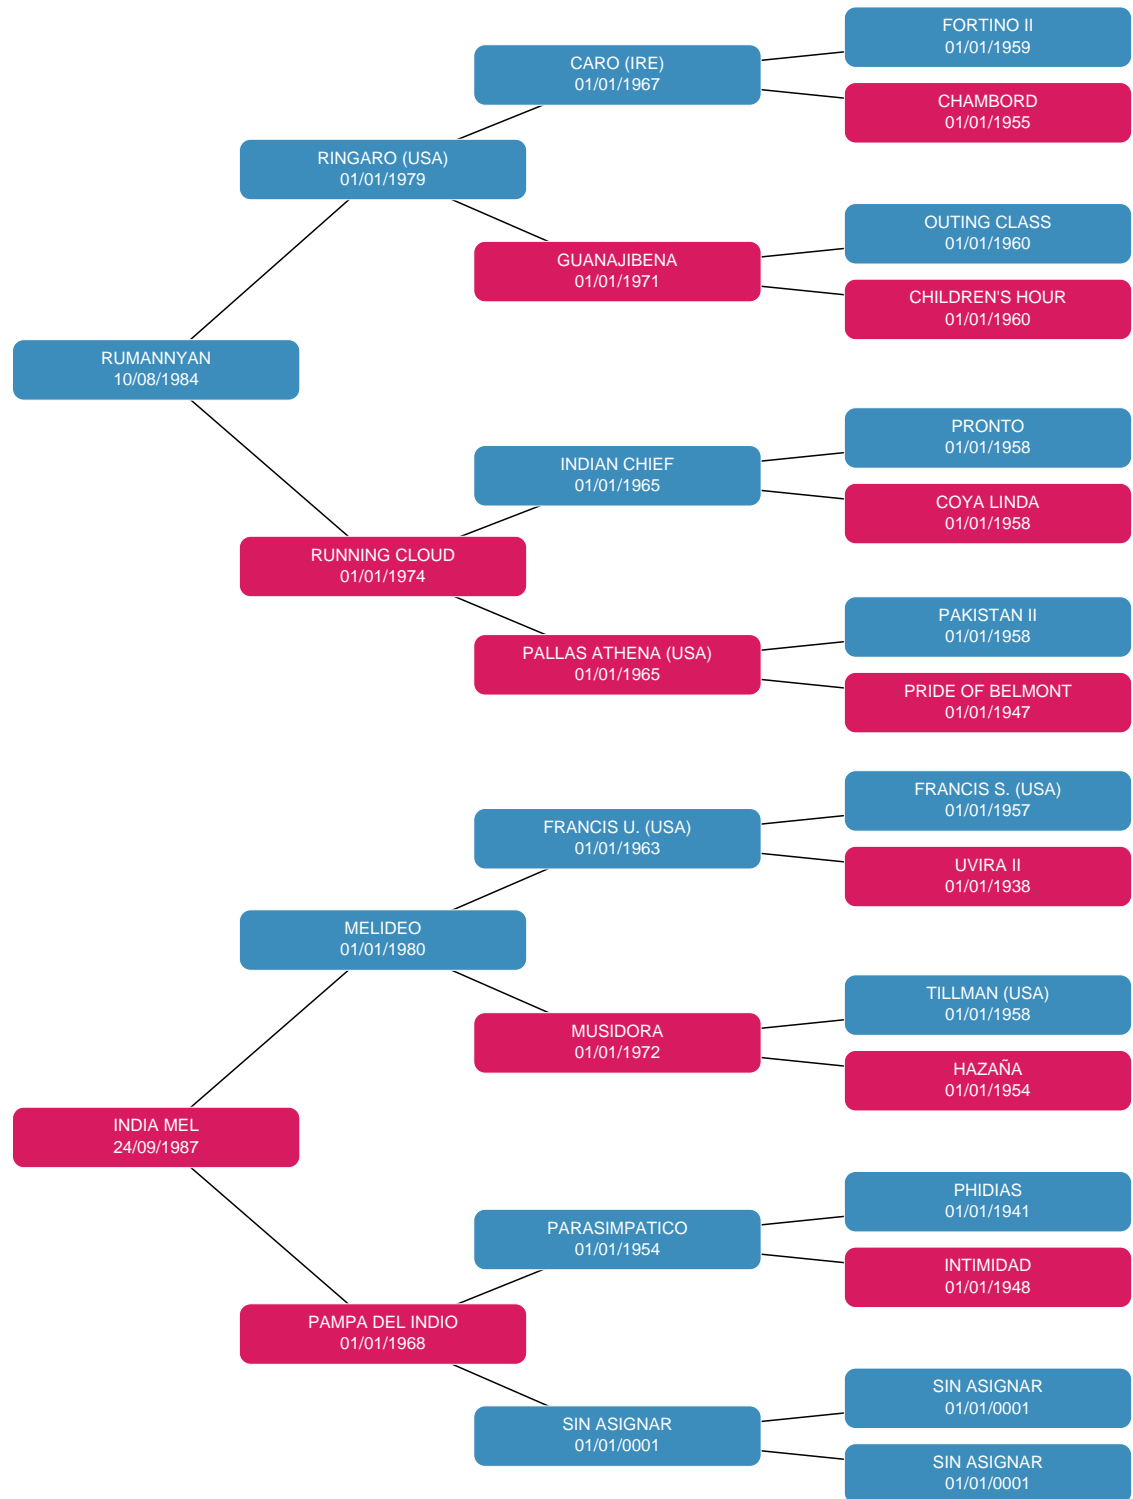 FORTINO II
01/01/1959
CARO (IRE)
01/01/1967
CHAMBORD
01/01/1955
RINGARO (USA)
01/01/1979
OUTING CLASS
01/01/1960
GUANAJIBENA
01/01/1971
CHILDREN'S HOUR
01/01/1960
RUMANNYAN
10/08/1984
PRONTO
01/01/1958
INDIAN CHIEF
01/01/1965
COYA LINDA
01/01/1958
RUNNING CLOUD
01/01/1974
PAKISTAN II
01/01/1958
PALLAS ATHENA (USA)
01/01/1965
PRIDE OF BELMONT
01/01/1947
FRANCIS S. (USA)
01/01/1957
FRANCIS U. (USA)
01/01/1963
UVIRA II
01/01/1938
MELIDEO
01/01/1980
TILLMAN (USA)
01/01/1958
MUSIDORA
01/01/1972
HAZAÑA
01/01/1954
INDIA MEL
24/09/1987
PHIDIAS
01/01/1941
PARASIMPATICO
01/01/1954
INTIMIDAD
01/01/1948
PAMPA DEL INDIO
01/01/1968
SIN ASIGNAR
01/01/0001
SIN ASIGNAR
01/01/0001
SIN ASIGNAR
01/01/0001